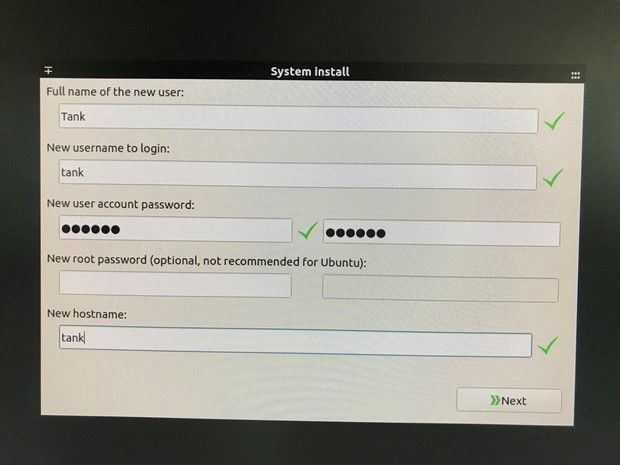 System install
Full name of the new user:
Tank
New username to login:
tank
New user account password:
●●●●●● ●●●●●●
New root password (optional, not recommended for Ubuntu):
New hostname:
tank
Next